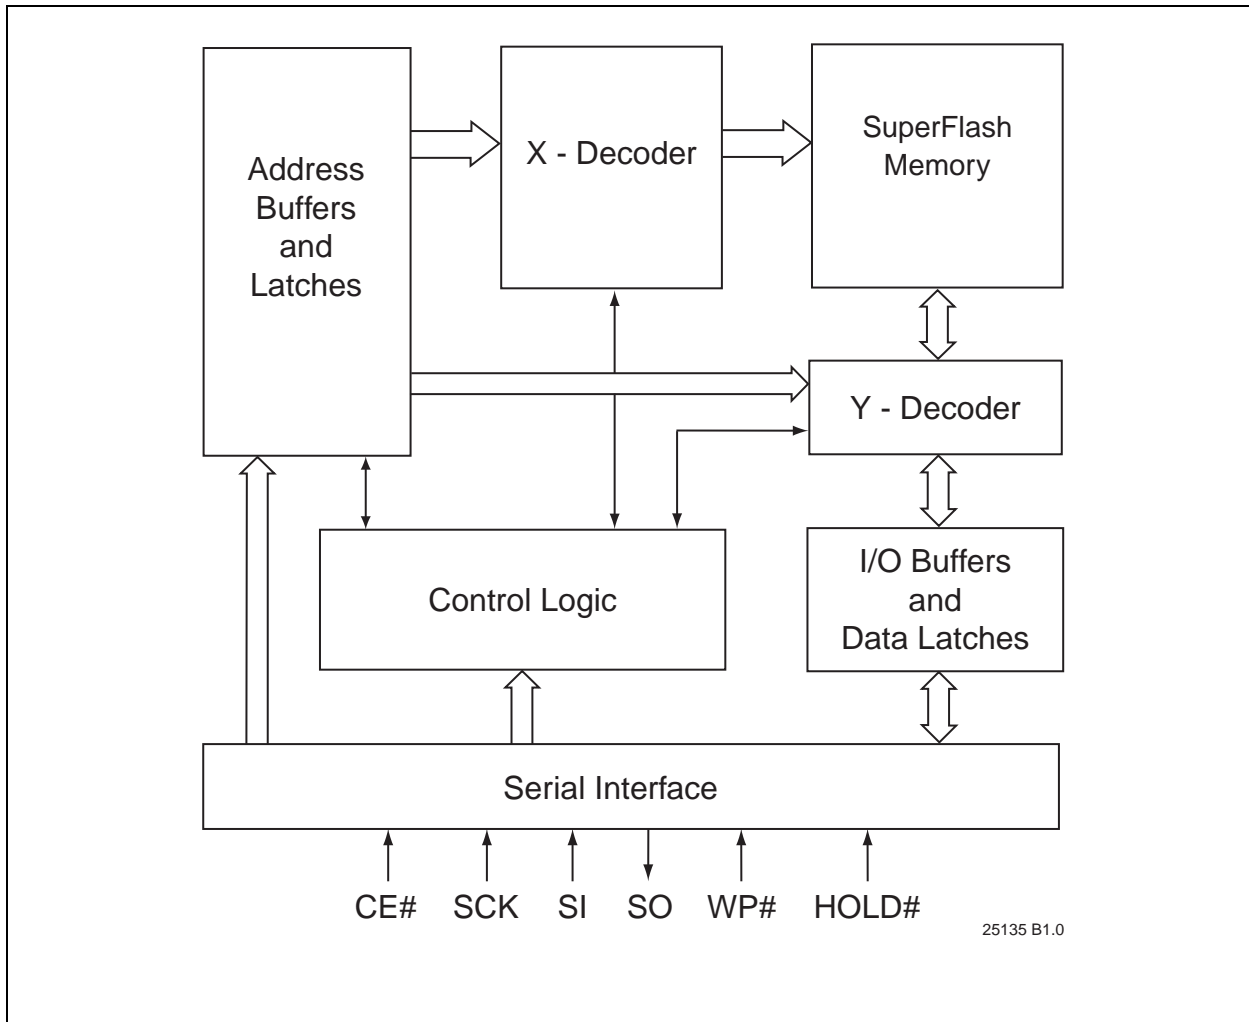 Address
Buffers
and
Latches
X - Decoder
SuperFlash
Memory
Y - Decoder
Control Logic
I/O Buffers
and
Data Latches
Serial Interface
CE# SCK SI SO WP# HOLD#
25135 B1.0